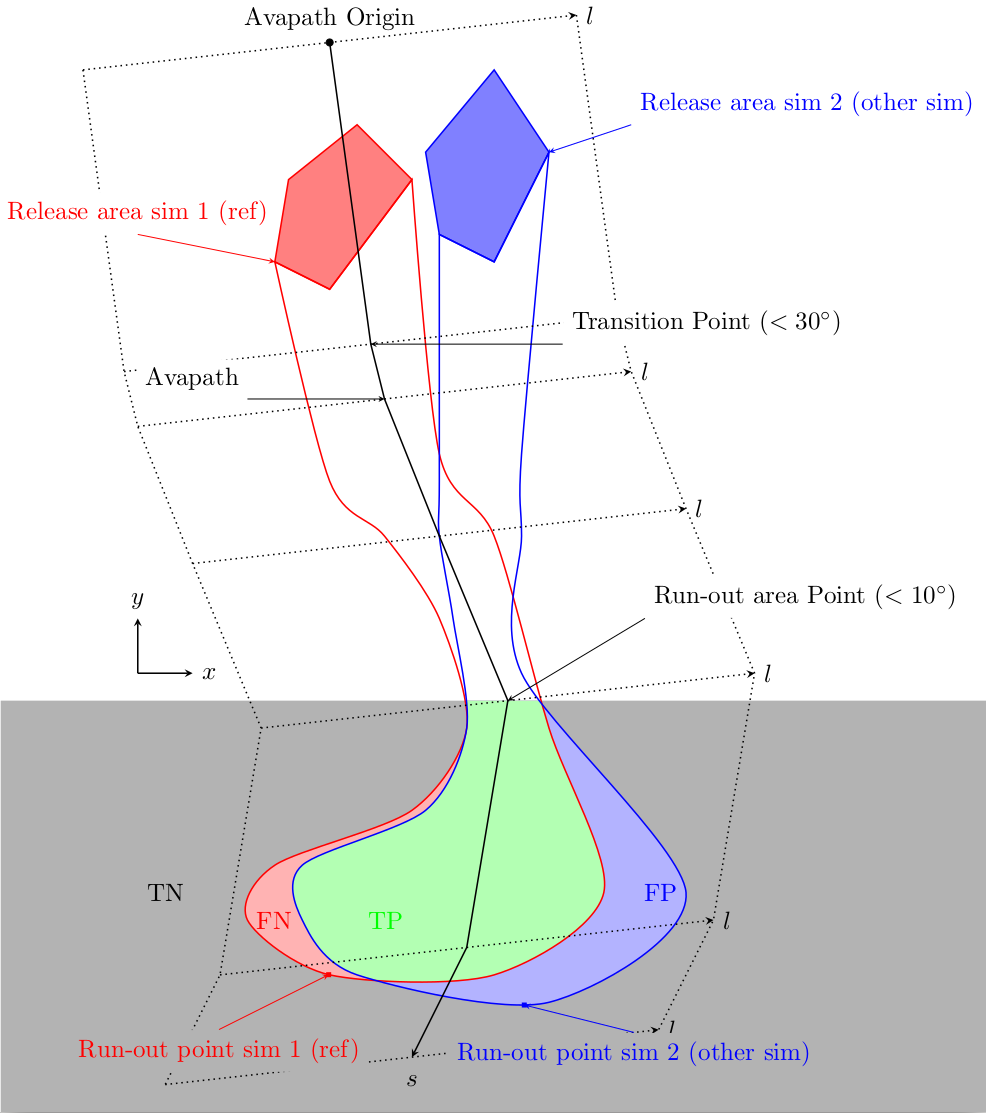 Avapath Origin
l
Release area sim 2 (other sim)
Release area sim 1 (ref)
Transition Point (< 30°)
Avapath
l
l
Run-out area Point (< 10°)
y
x
l
TN
FN
TP
FP
l
l
Run-out point sim 1 (ref)
Run-out point sim 2 (other sim)
s